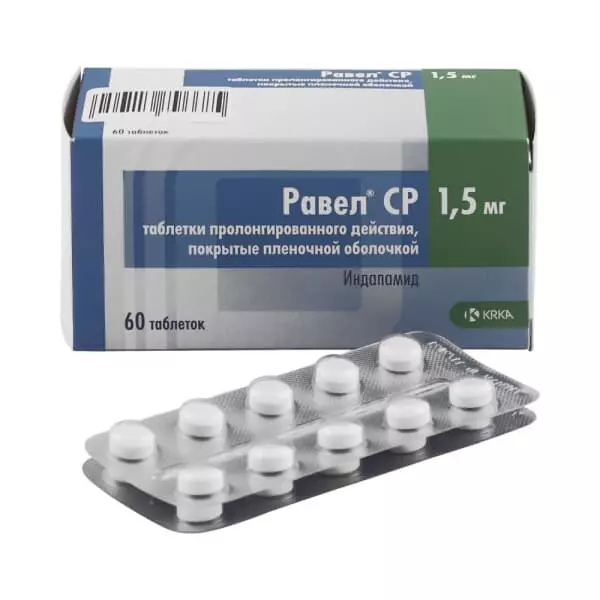 Равел® СР 1,5 мг
таблетки пролонгированного действия,
покрытые пленочной оболочкой
60 таблеток
Равел® СР 1,5 мг
таблетки пролонгированного действия,
покрытые пленочной оболочкой
Индапамид
60 таблеток
KRKA